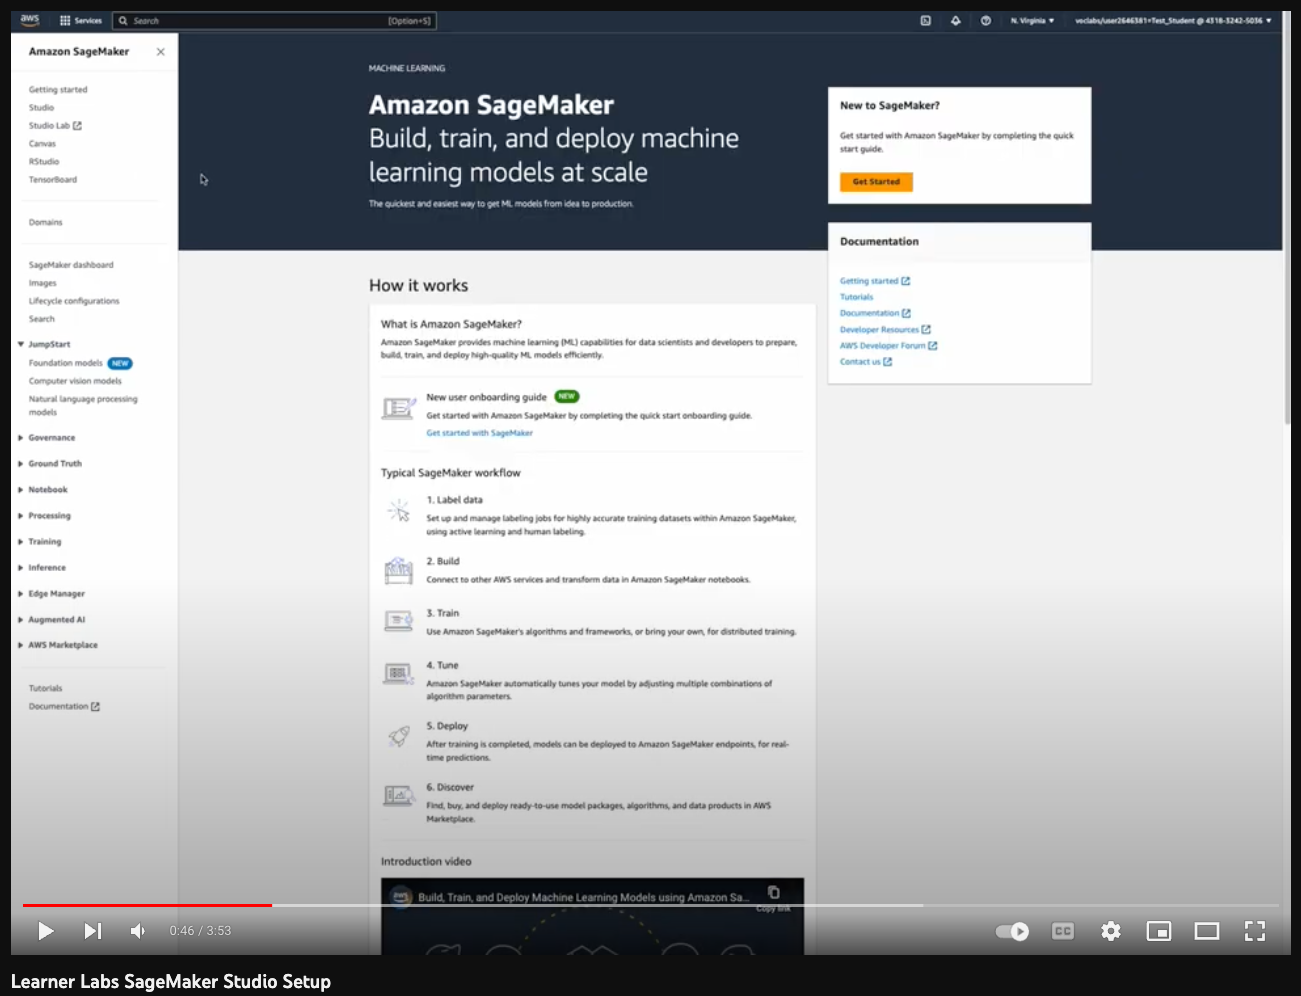 aws
Services
Search
[Option+S]
N. Virginia
voclabs/user2646381=Test_Student @ 4318-3242-5036
Amazon SageMaker
Getting started
Studio
Studio Lab
Canvas
RStudio
TensorBoard
Domains
SageMaker dashboard
Images
Lifecycle configurations
Search
JumpStart
Foundation models NEW
Computer vision models
Natural language processing
models
Governance
Ground Truth
Notebook
Processing
Training
Inference
Edge Manager
Augmented AI
AWS Marketplace
Tutorials
Documentation
MACHINE LEARNING
Amazon SageMaker
Build, train, and deploy machine
learning models at scale
The quickest and easiest way to get ML models from idea to production.
New to SageMaker?
Get started with Amazon SageMaker by completing the quick
start guide.
Get Started
Documentation
Getting started
Tutorials
Documentation
Developer Resources
AWS Developer Forum
Contact us
How it works
What is Amazon SageMaker?
Amazon SageMaker provides machine learning (ML) capabilities for data scientists and developers to prepare,
build, train, and deploy high-quality ML models efficiently.
New user onboarding guide NEW
Get started with Amazon SageMaker by completing the quick start onboarding guide.
Get started with SageMaker
Typical SageMaker workflow
1. Label data
Set up and manage labeling jobs for highly accurate training datasets within Amazon SageMaker,
using active learning and human labeling.
2. Build
Connect to other AWS services and transform data in Amazon SageMaker notebooks.
3. Train
Use Amazon SageMaker's algorithms and frameworks, or bring your own, for distributed training.
4. Tune
Amazon SageMaker automatically tunes your model by adjusting multiple combinations of
algorithm parameters.
5. Deploy
After training is completed, models can be deployed to Amazon SageMaker endpoints, for real-
time predictions.
6. Discover
Find, buy, and deploy ready-to-use model packages, algorithms, and data products in AWS
Marketplace.
Introduction video
aws
Build, Train, and Deploy Machine Learning Models using Amazon Sa...
Copy link
0:46 / 3:53
CC
Learner Labs SageMaker Studio Setup